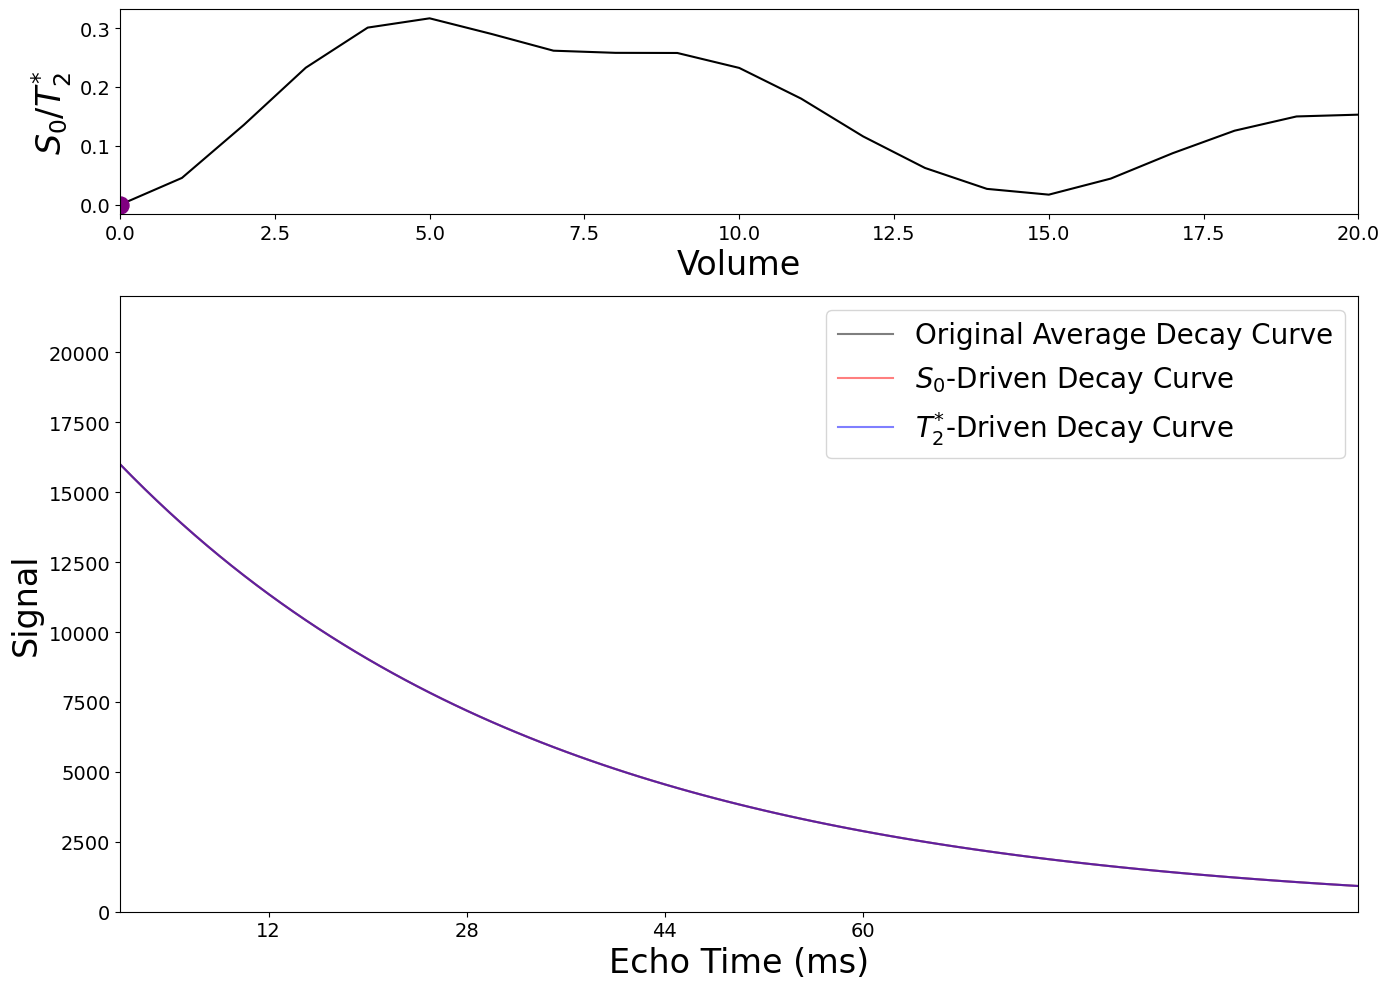 0.3
0.2
0.1
0.0
S₀/T₂*
0.0 2.5 5.0 7.5 10.0 12.5 15.0 17.5 20.0
Volume
Original Average Decay Curve
S₀-Driven Decay Curve
T₂*-Driven Decay Curve
20000
17500
15000
12500
10000
7500
5000
2500
0
Signal
12 28 44 60
Echo Time (ms)